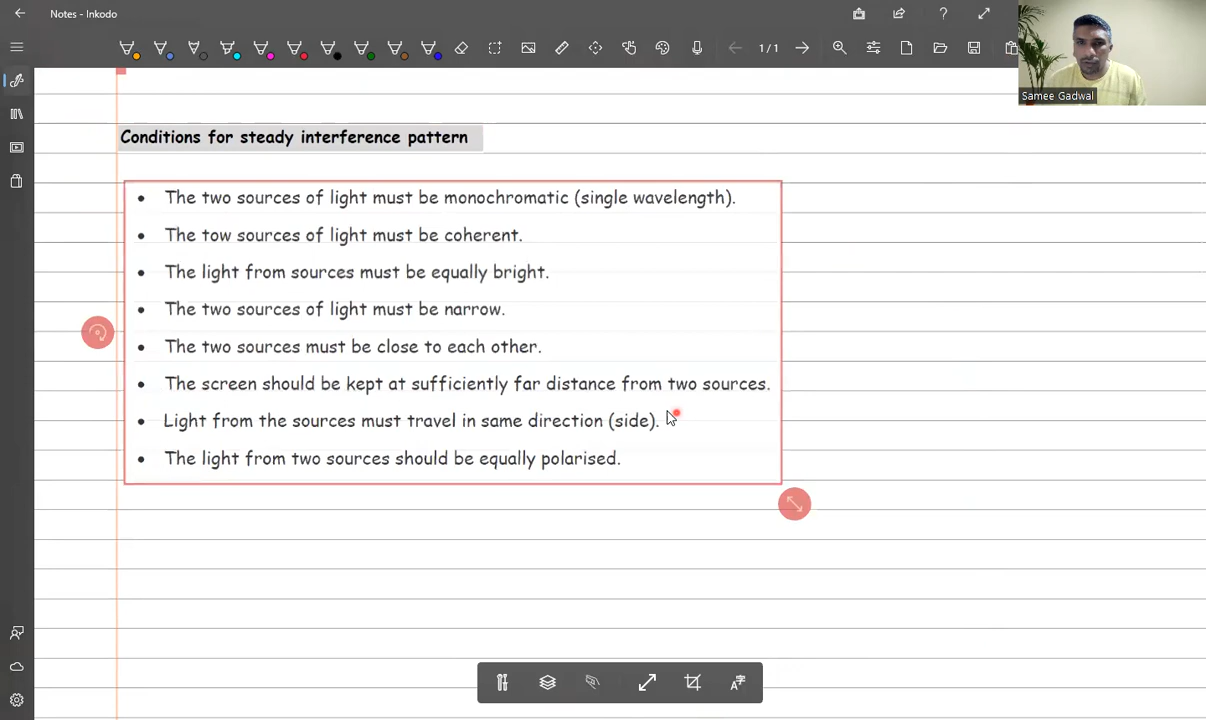 Notes - Inkodo
1/1
Samee Gadwal
Conditions for steady interference pattern
• The two sources of light must be monochromatic (single wavelength).
• The tow sources of light must be coherent.
• The light from sources must be equally bright.
• The two sources of light must be narrow.
• The two sources must be close to each other.
• The screen should be kept at sufficiently far distance from two sources.
• Light from the sources must travel in same direction (side).
• The light from two sources should be equally polarised.